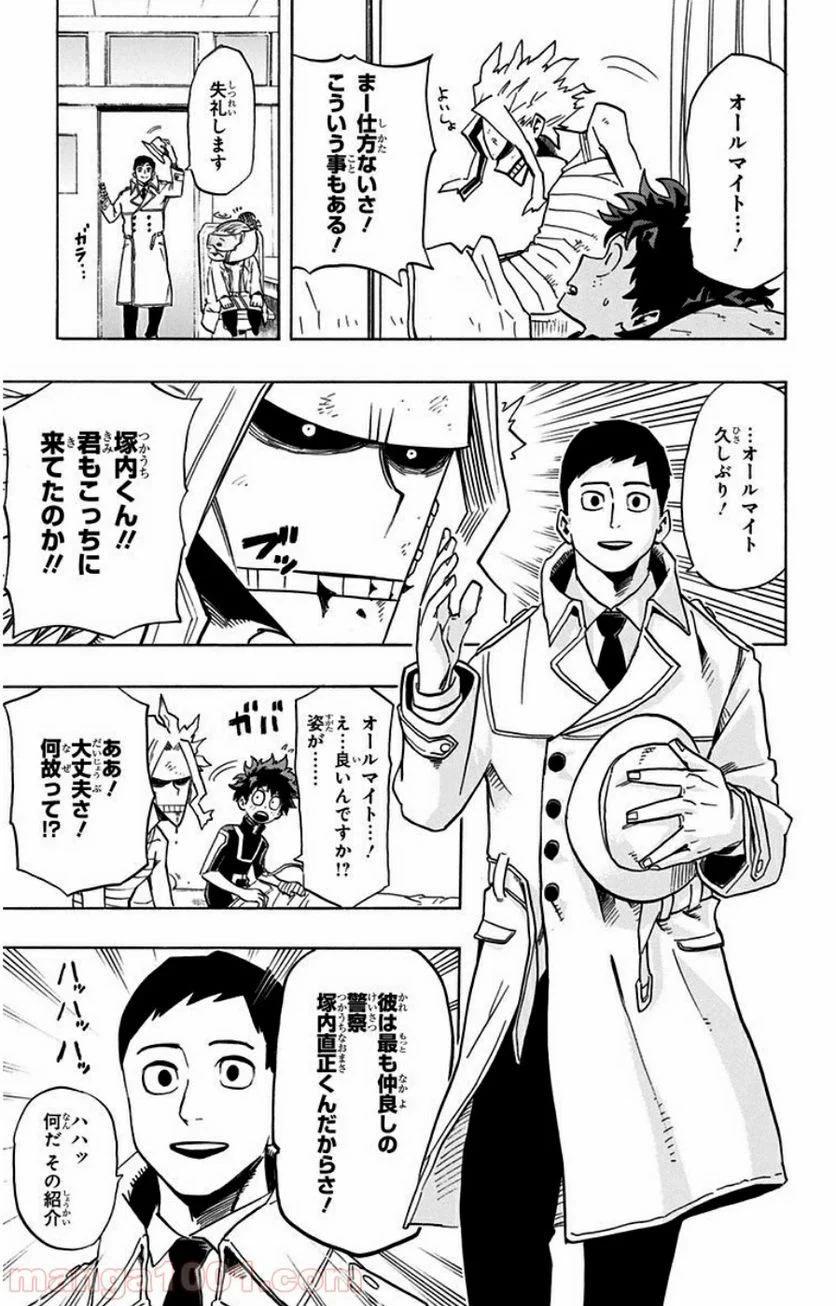 オールマイト…！
よいしょ
まー仕方ないさ！
こういう事もある！
失礼します
ガラ…
…オールマイト
久しぶり！
塚内くん!!
君もこっちに
来てたのか!!
オールマイト…！
え…良いんですか!?
姿が……
ガバ
ああ！
大丈夫さ！
何故って!?
彼は最も仲良しの
警察
塚内直正くんだからさ！
ハッ
ハッ
ハハッ
何だ その紹介
manga1001.com